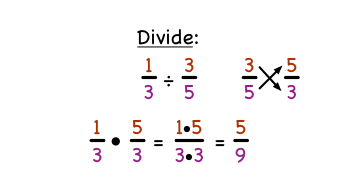 Divide:
1/3 ÷ 3/5 3/5 5/3
1/3 • 5/3 = 1•5/3•3 = 5/9